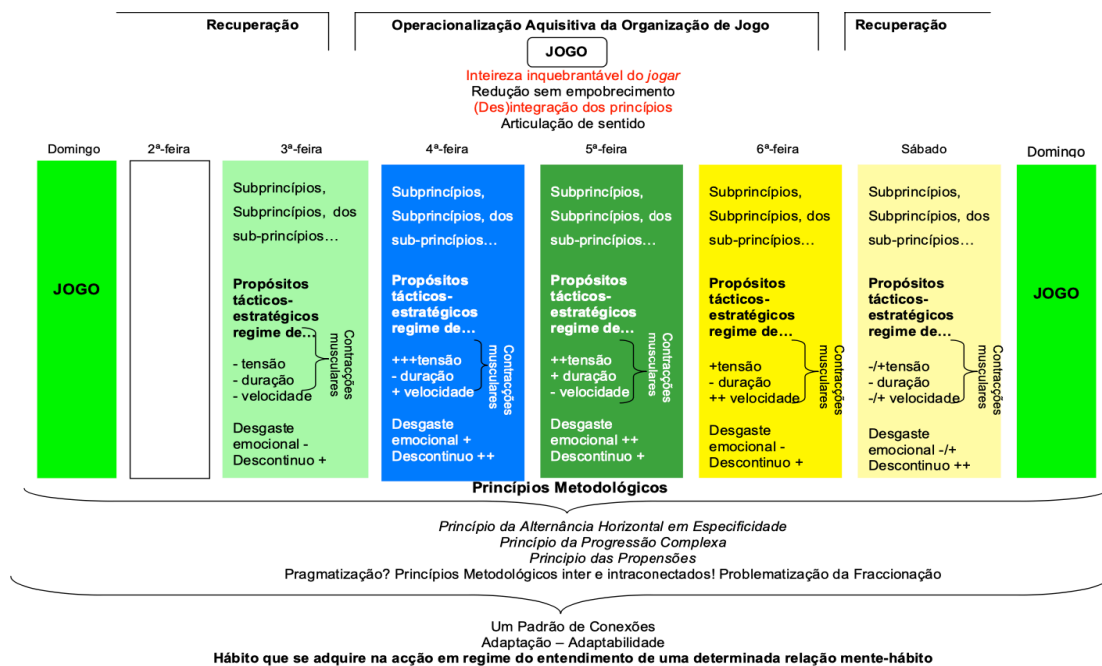 Recuperação
Operacionalização Aquisitiva da Organização de Jogo
Recuperação
JOGO
Inteireza inquebrantável do jogar
Redução sem empobrecimento
(Des)integração dos princípios
Articulação de sentido
Domingo
2ª-feira
3ª-feira
4ª-feira
5ª-feira
6ª-feira
Sábado
Domingo
JOGO
Subprincípios,
Subprincípios, dos
sub-princípios…
Propósitos
tácticos-
estratégicos
regime de…
- tensão
- duração
- velocidade
Contracções
musculares
Desgaste
emocional -
Descontinuo +
Subprincípios,
Subprincípios, dos
sub-princípios…
Propósitos
tácticos-
estratégicos
regime de…
+++tensão
- duração
+ velocidade
Contracções
musculares
Desgaste
emocional +
Descontinuo ++
Subprincípios,
Subprincípios, dos
sub-princípios…
Propósitos
tácticos-
estratégicos
regime de…
++tensão
+ duração
- velocidade
Contracções
musculares
Desgaste
emocional ++
Descontinuo +
Subprincípios,
Subprincípios, dos
sub-princípios…
Propósitos
tácticos-
estratégicos
regime de…
+tensão
- duração
++ velocidade
Contracções
musculares
Desgaste
emocional -
Descontinuo +
Subprincípios,
Subprincípios, dos
sub-princípios…
Propósitos
tácticos-
estratégicos
regime de…
-/+tensão
- duração
-/+ velocidade
Contracções
musculares
Desgaste
emocional -/+
Descontinuo ++
JOGO
Princípios Metodológicos
Princípio da Alternância Horizontal em Especificidade
Princípio da Progressão Complexa
Principio das Propensões
Pragmatização? Princípios Metodológicos inter e intraconectados! Problematização da Fraccionação
Um Padrão de Conexões
Adaptação – Adaptabilidade
Hábito que se adquire na acção em regime do entendimento de uma determinada relação mente-hábito